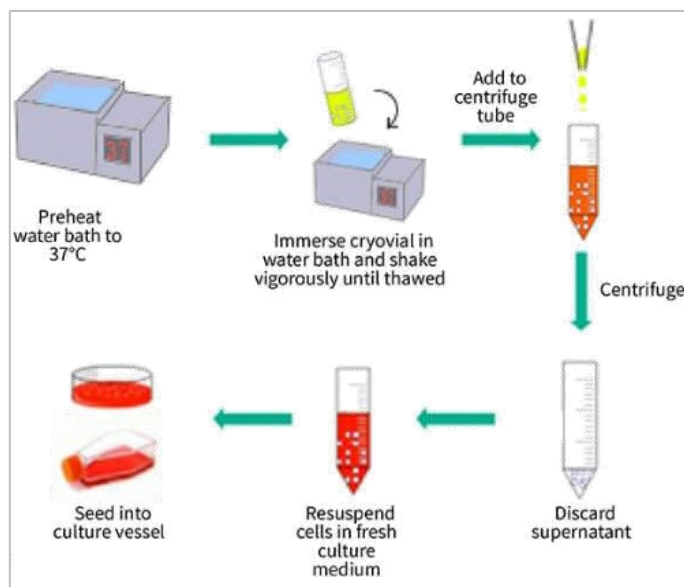 Preheat
water bath to
37°C
Immerse cryovial in
water bath and shake
vigorously until thawed
Add to
centrifuge
tube
Centrifuge
Discard
supernatant
Resuspend
cells in fresh
culture
medium
Seed into
culture vessel